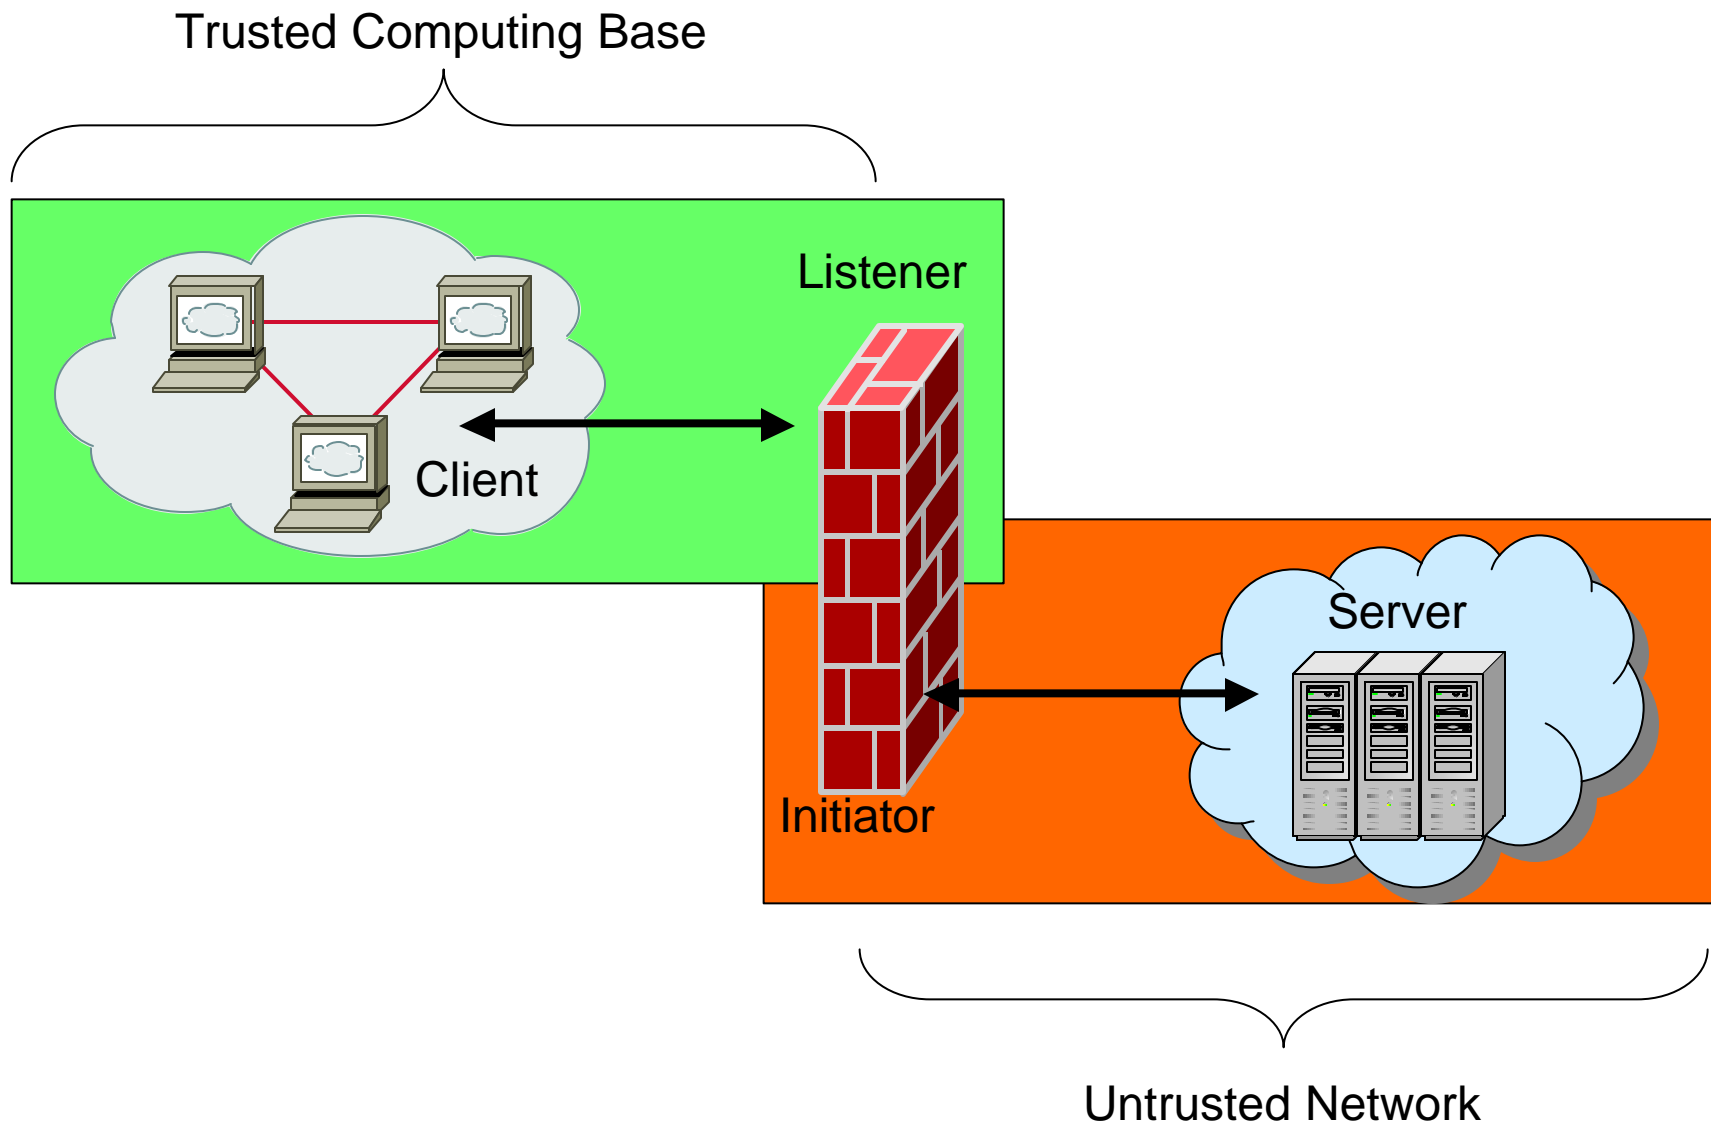 Trusted Computing Base
Listener
Client
Server
Initiator
Untrusted Network